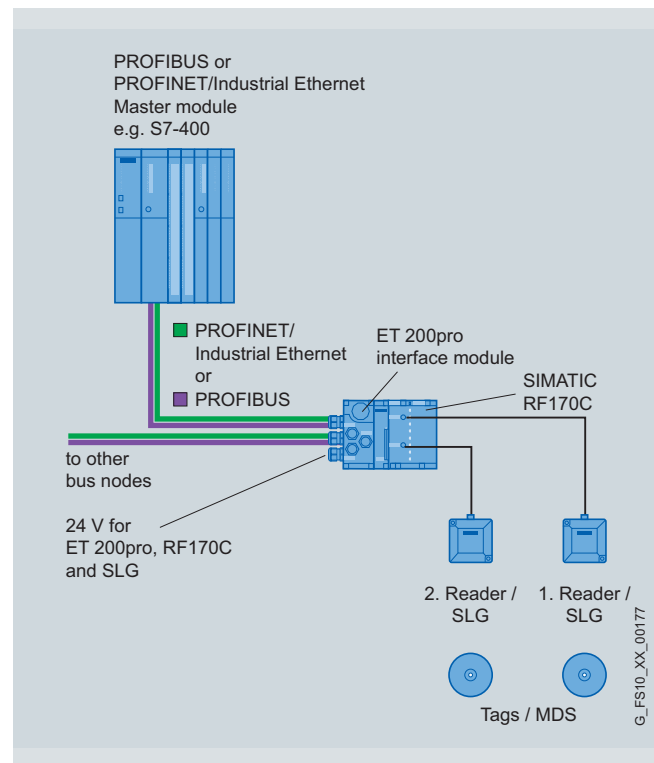 PROFIBUS or
PROFINET/Industrial Ethernet
Master module
e.g. S7-400
PROFINET/
Industrial Ethernet
or
PROFIBUS
ET 200pro
interface module
SIMATIC
RF170C
to other
bus nodes
24 V for
ET 200pro, RF170C
and SLG
2. Reader /
SLG
1. Reader /
SLG
Tags / MDS
G_FS10_XX_00177